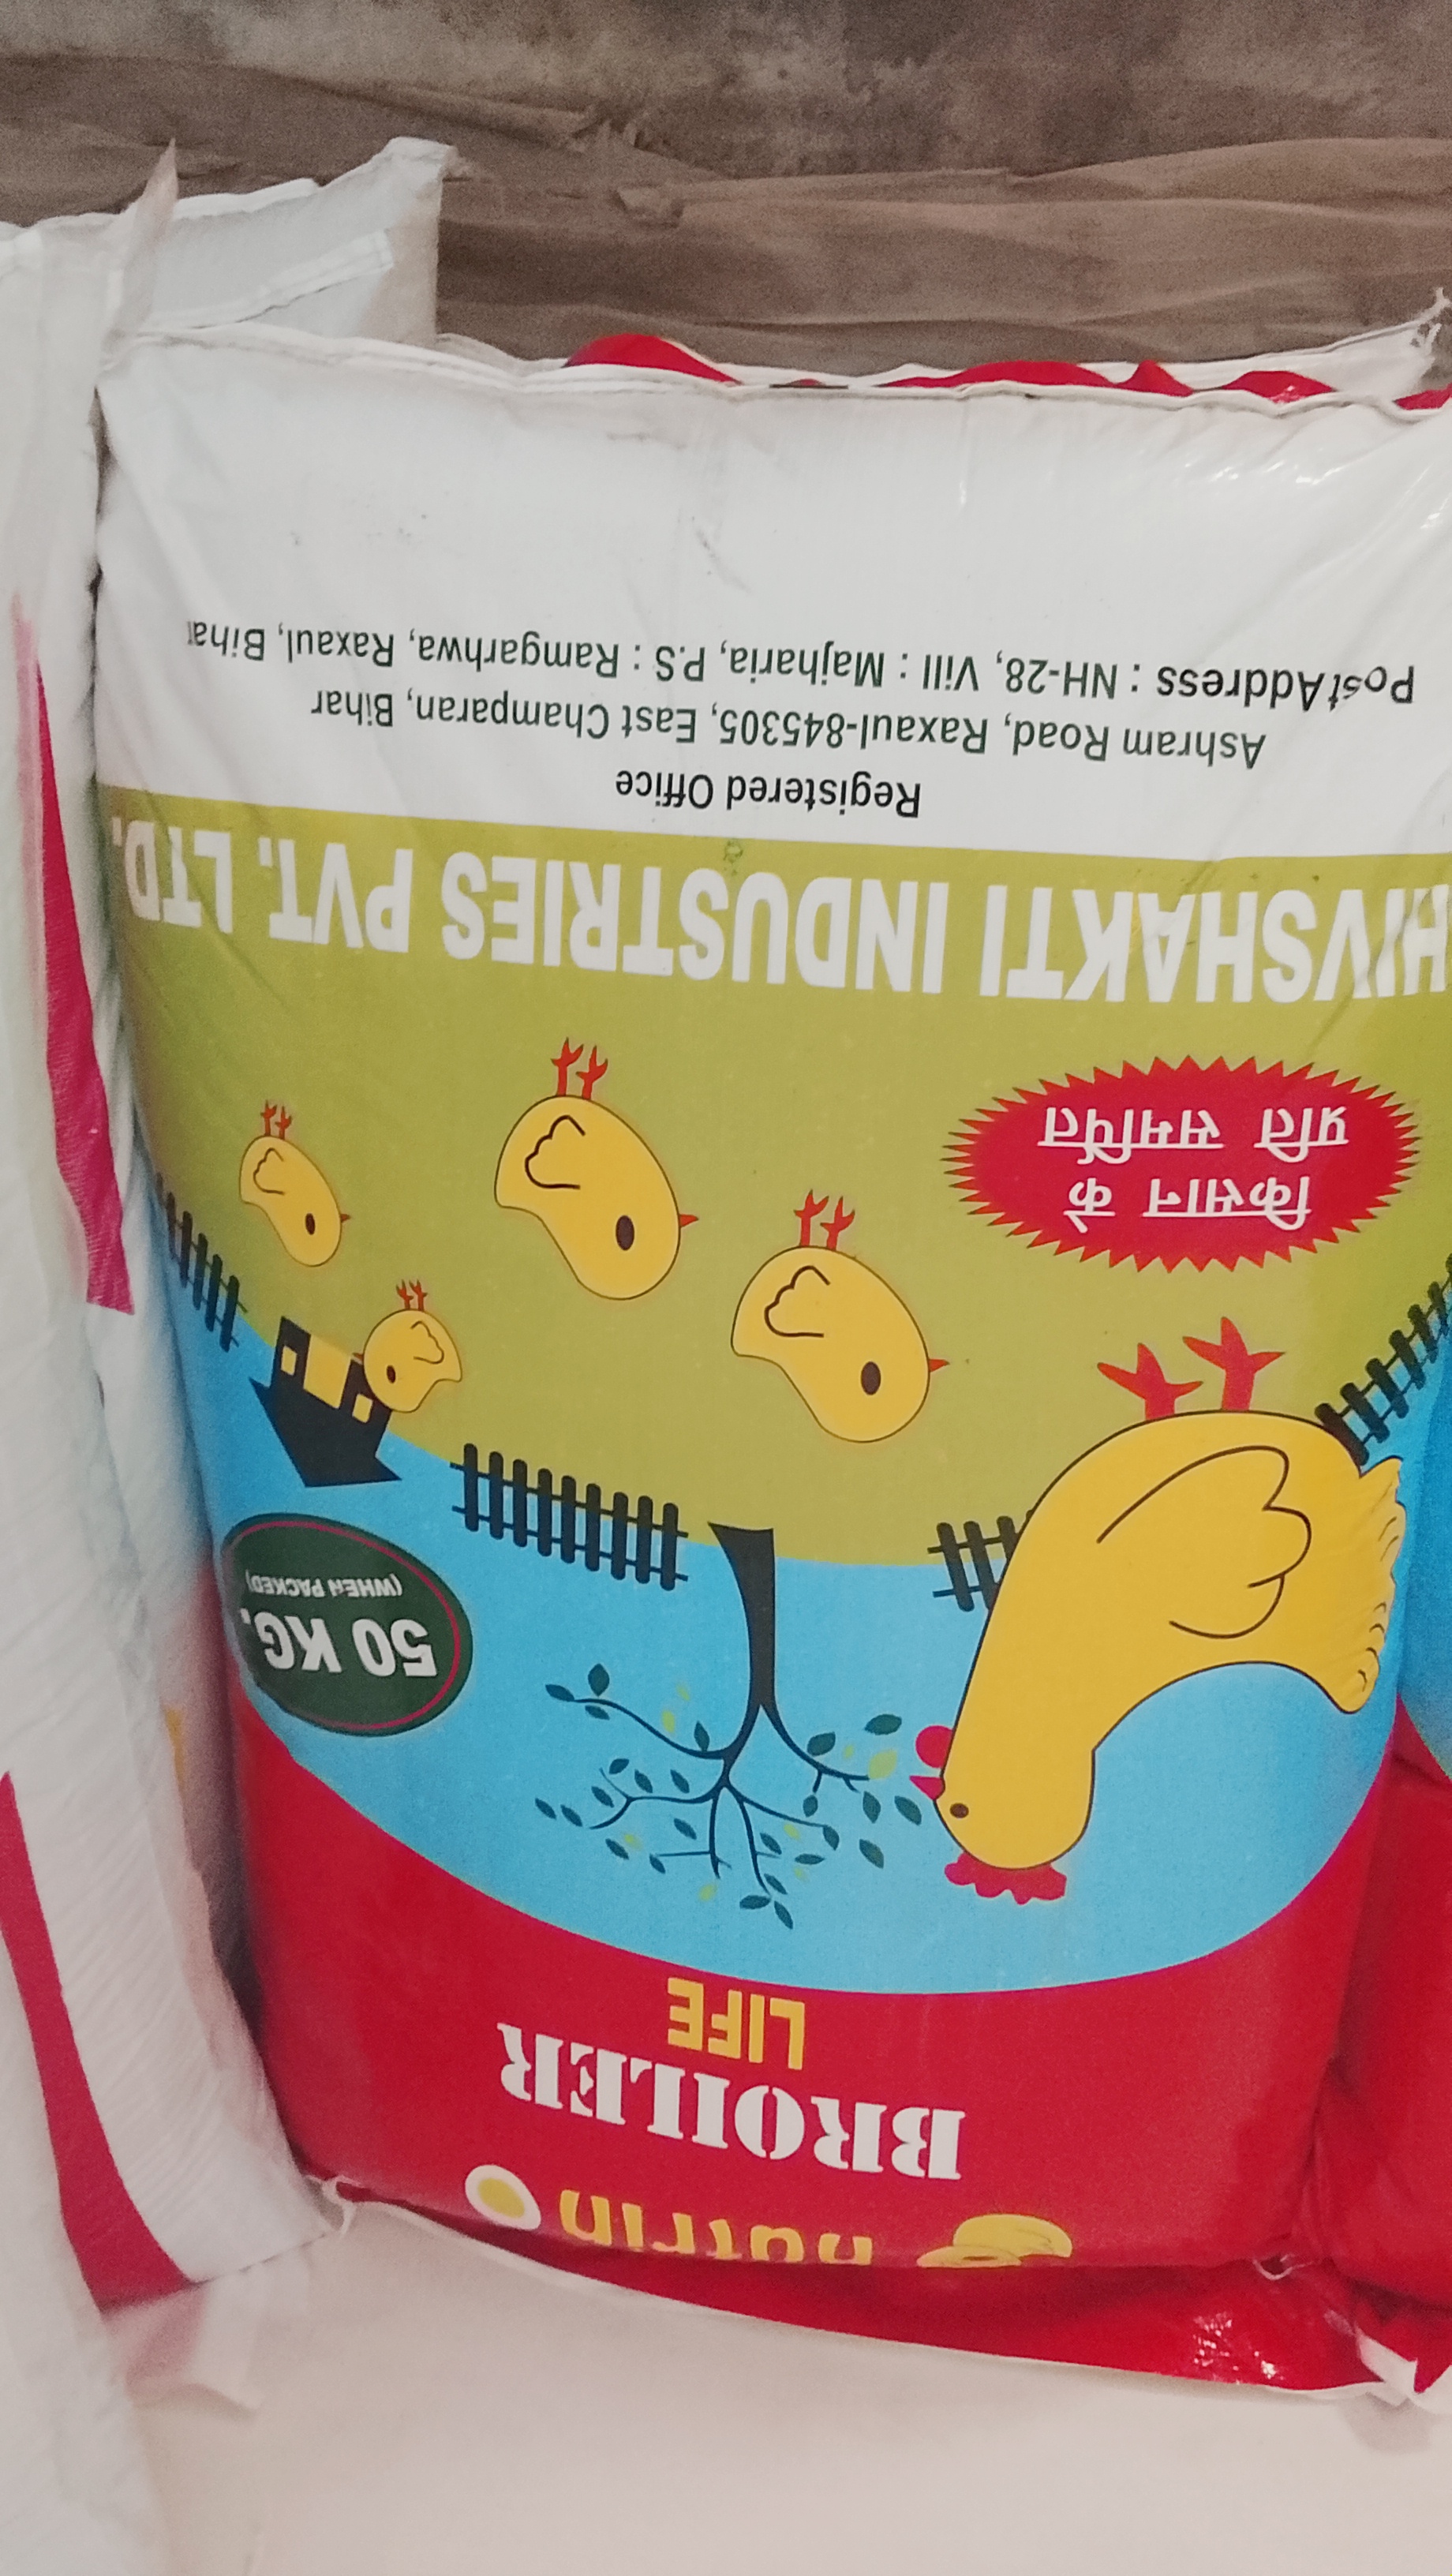 nutrin
BROILER
LIFE
50 KG.
(WHEN PACKED)
किसान के
प्रति समर्पित
HIVSHAKTI INDUSTRIES PVT. LTD.
Registered Office
Ashram Road, Raxaul-845305, East Champaran, Bihar
Post Address : NH-28, Vill : Majharia, P.S : Ramgarhwa, Raxaul, Bihar